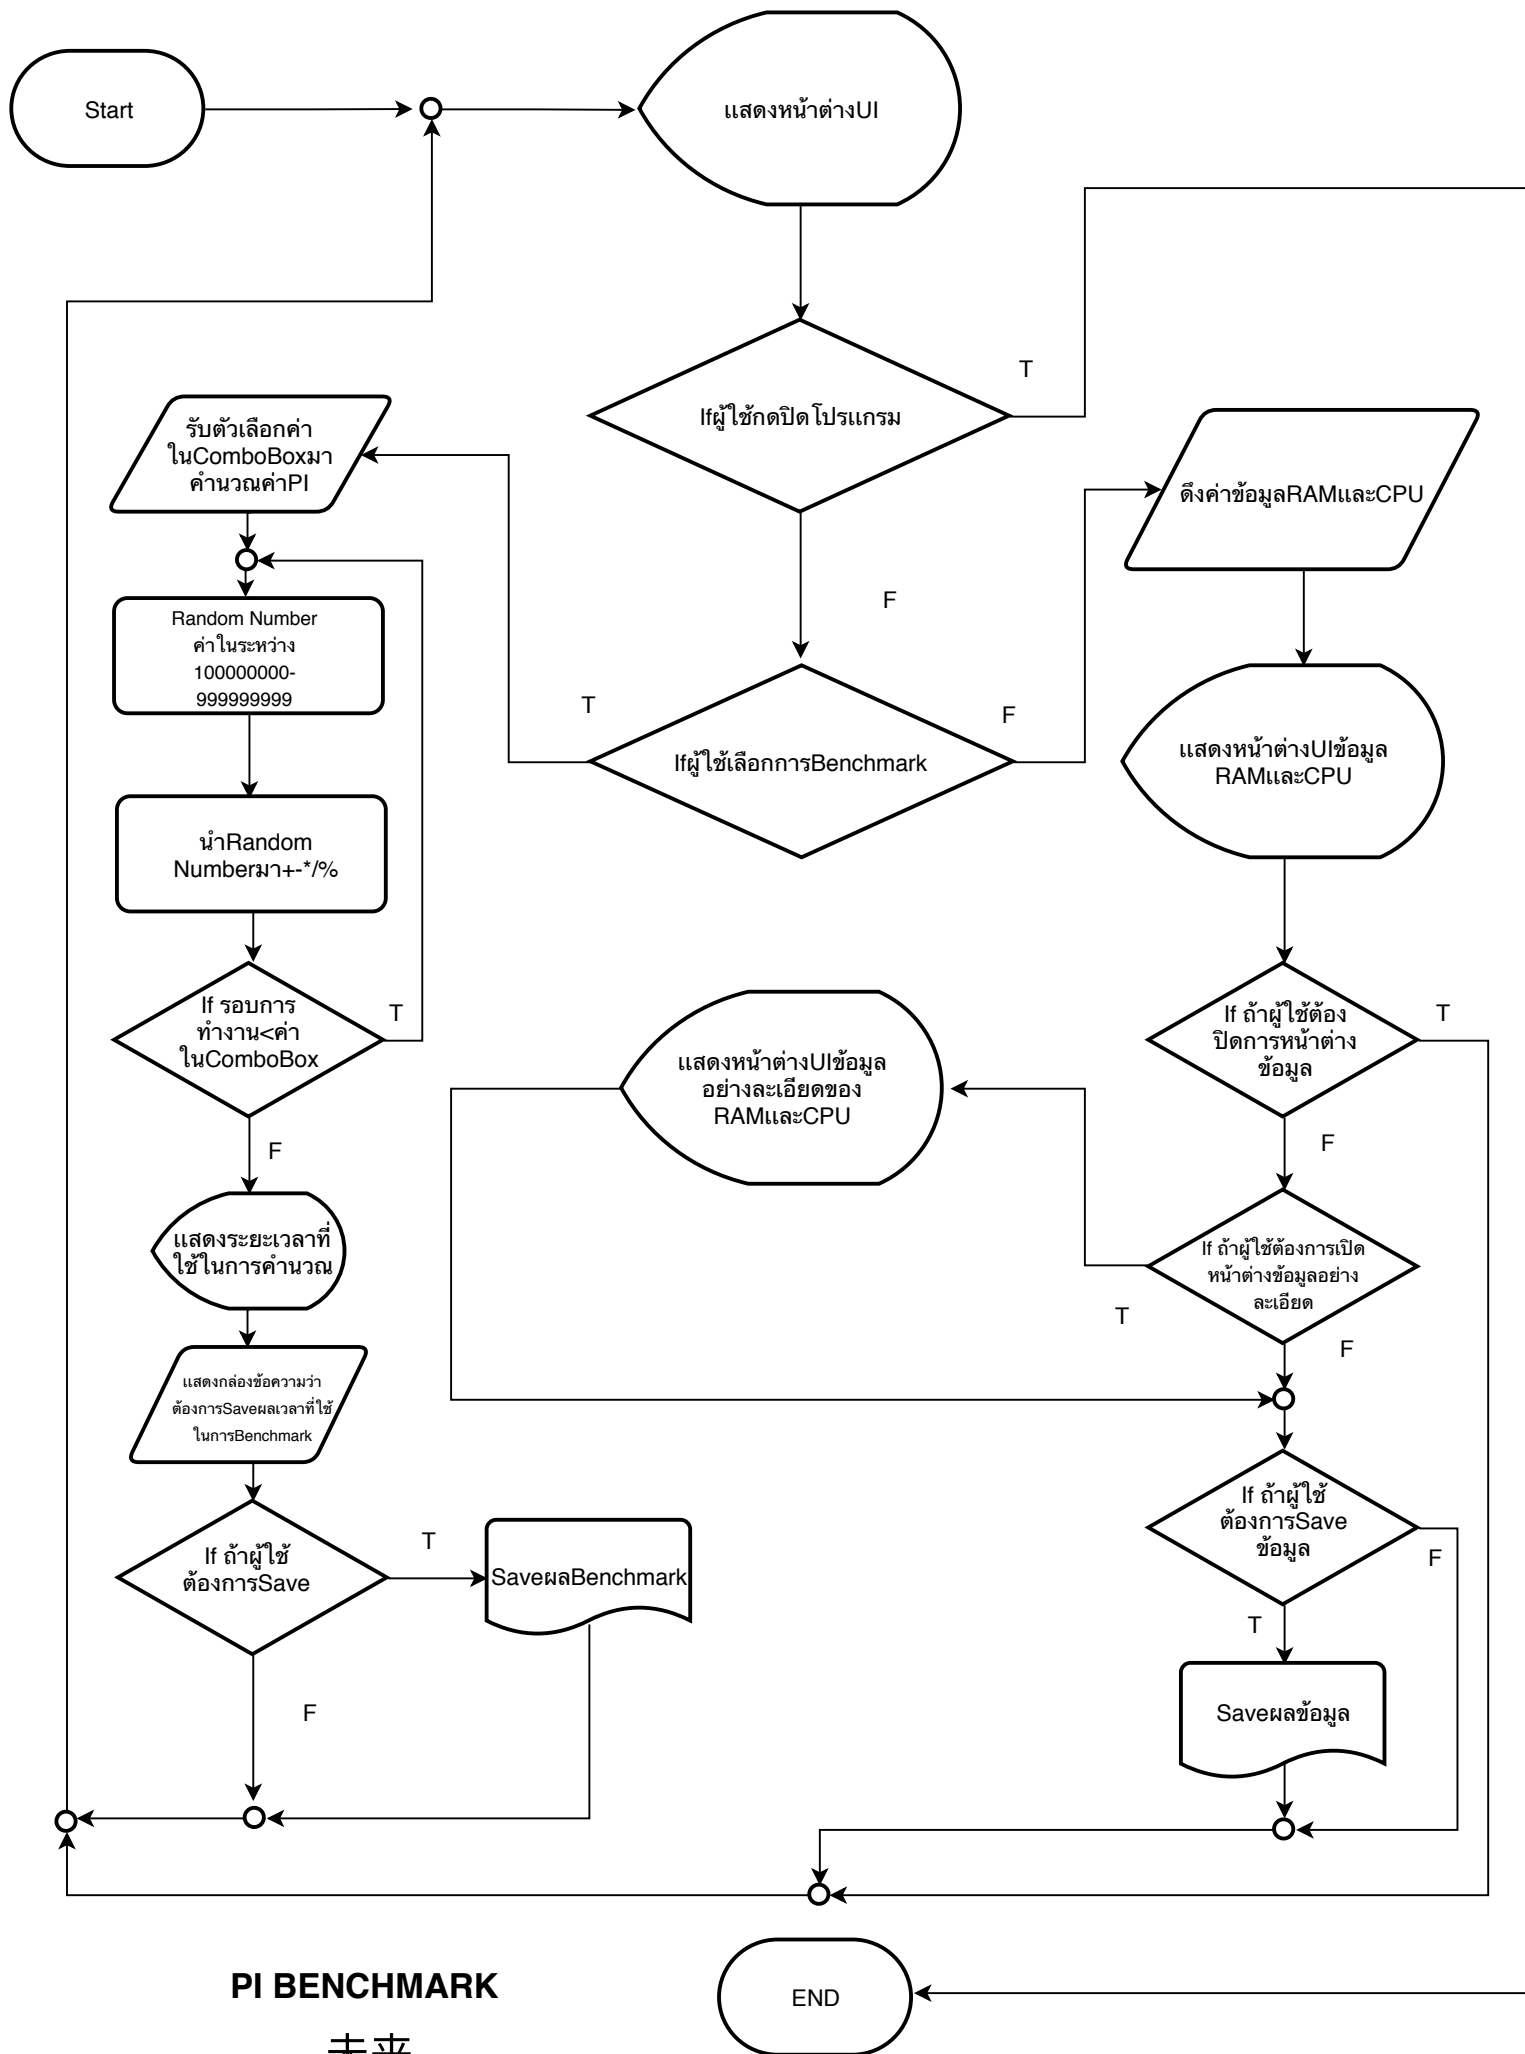 Start
แสดงหน้าต่างUI
Ifผู้ใช้กดปิดโปรแกรม
T
F
Ifผู้ใช้เลือกการBenchmark
T
F
รับตัวเลือกค่า
ในComboBoxมา
คำนวณค่าPI
Random Number
ค่าในระหว่าง
100000000-
999999999
นำRandom
Numberมา+-*/%
If รอบการ
ทำงาน<ค่า
ในComboBox
T
F
แสดงระยะเวลาที่
ใช้ในการคำนวณ
แสดงกล่องข้อความว่า
ต้องการSaveผลเวลาที่ใช้
ในการBenchmark
If ถ้าผู้ใช้
ต้องการSave
T
F
SaveผลBenchmark
ดึงค่าข้อมูลRAMและCPU
แสดงหน้าต่างUIข้อมูล
RAMและCPU
If ถ้าผู้ใช้ต้อง
ปิดการหน้าต่าง
ข้อมูล
T
F
If ถ้าผู้ใช้ต้องการเปิด
หน้าต่างข้อมูลอย่าง
ละเอียด
T
F
แสดงหน้าต่างUIข้อมูล
อย่างละเอียดของ
RAMและCPU
If ถ้าผู้ใช้
ต้องการSave
ข้อมูล
F
T
Saveผลข้อมูล
END
PI BENCHMARK
未来